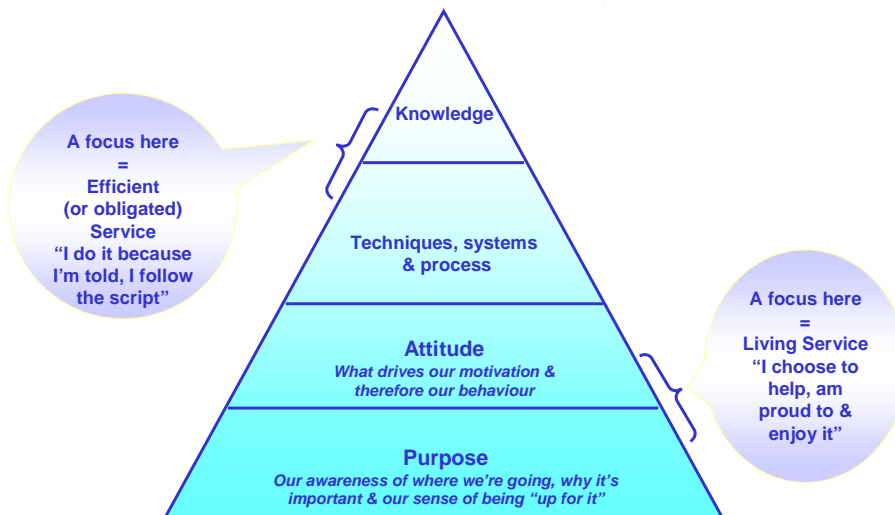 Knowledge
A focus here
=
Efficient
(or obligated)
Service
“I do it because
I’m told, I follow
the script”
Techniques, systems
& process
A focus here
=
Living Service
“I choose to
help, am
proud to &
enjoy it”
Attitude
What drives our motivation &
therefore our behaviour
Purpose
Our awareness of where we’re going, why it’s
important & our sense of being “up for it”